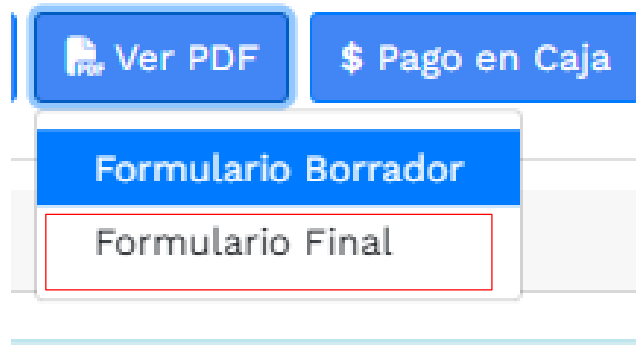 Ver PDF
$ Pago en Caja
Formulario Borrador
Formulario Final